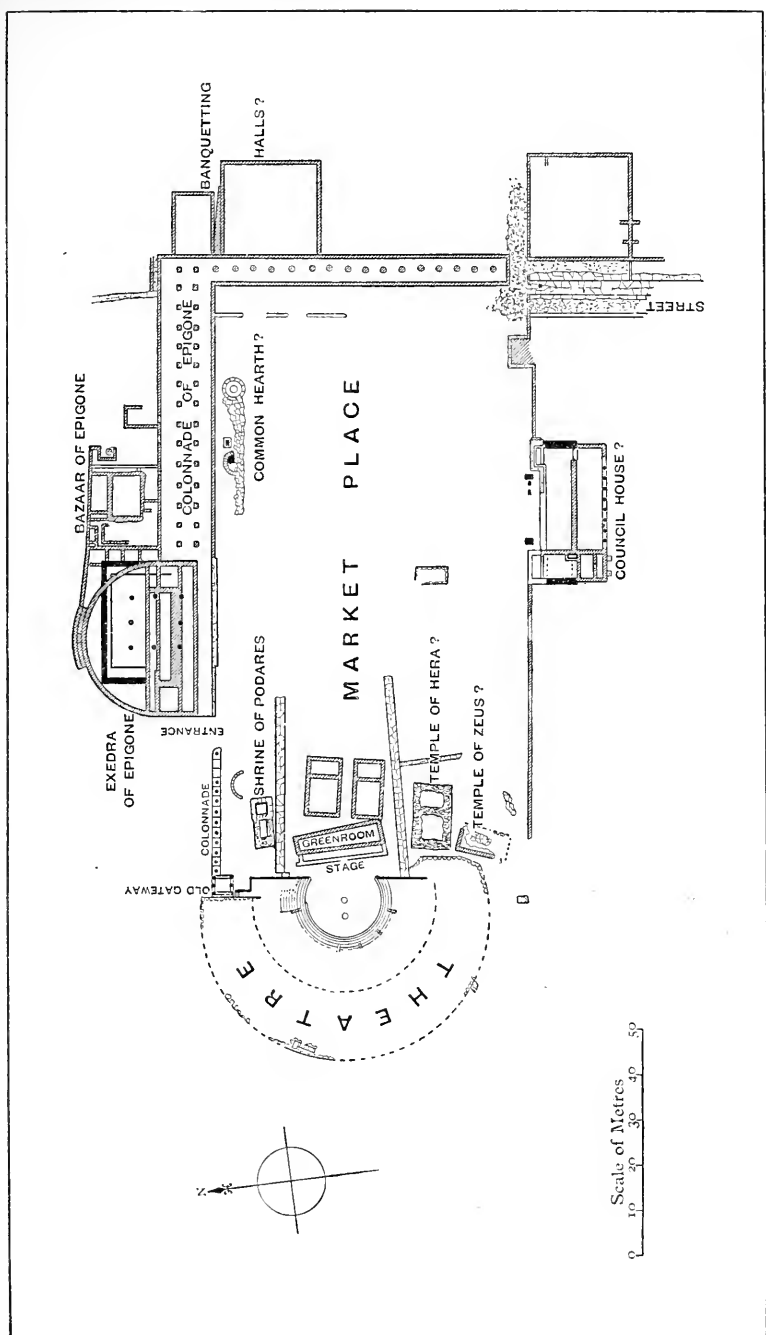 BANQUETTING
HALLS?
BAZAAR OF EPIGONE
COLONNADE OF EPIGONE
COMMON HEARTH?
STREET
MARKET PLACE
COUNCIL HOUSE?
EXEDRA
OF EPIGONE
ENTRANCE
COLONNADE
OLD GATEWAY
SHRINE OF PODARES
GREENROOM
STAGE
TEMPLE OF HERA?
TEMPLE OF ZEUS?
THEATRE
N
Scale of Metres
0 10 20 30 40 50